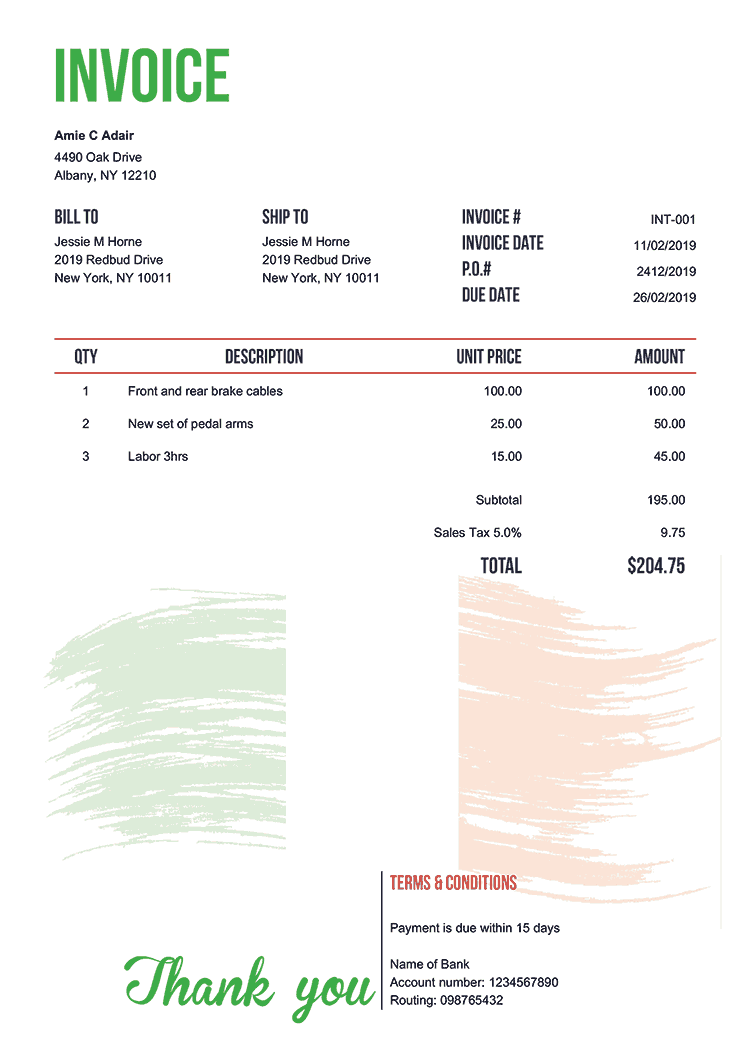 INVOICE
Amie C Adair
4490 Oak Drive
Albany, NY 12210
BILL TO
Jessie M Horne
2019 Redbud Drive
New York, NY 10011
SHIP TO
Jessie M Horne
2019 Redbud Drive
New York, NY 10011
INVOICE # INT-001
INVOICE DATE 11/02/2019
P.O.# 2412/2019
DUE DATE 26/02/2019
QTY DESCRIPTION UNIT PRICE AMOUNT
1 Front and rear brake cables 100.00 100.00
2 New set of pedal arms 25.00 50.00
3 Labor 3hrs 15.00 45.00
Subtotal 195.00
Sales Tax 5.0% 9.75
TOTAL $204.75
TERMS & CONDITIONS
Payment is due within 15 days
Name of Bank
Account number: 1234567890
Routing: 098765432
Thank you